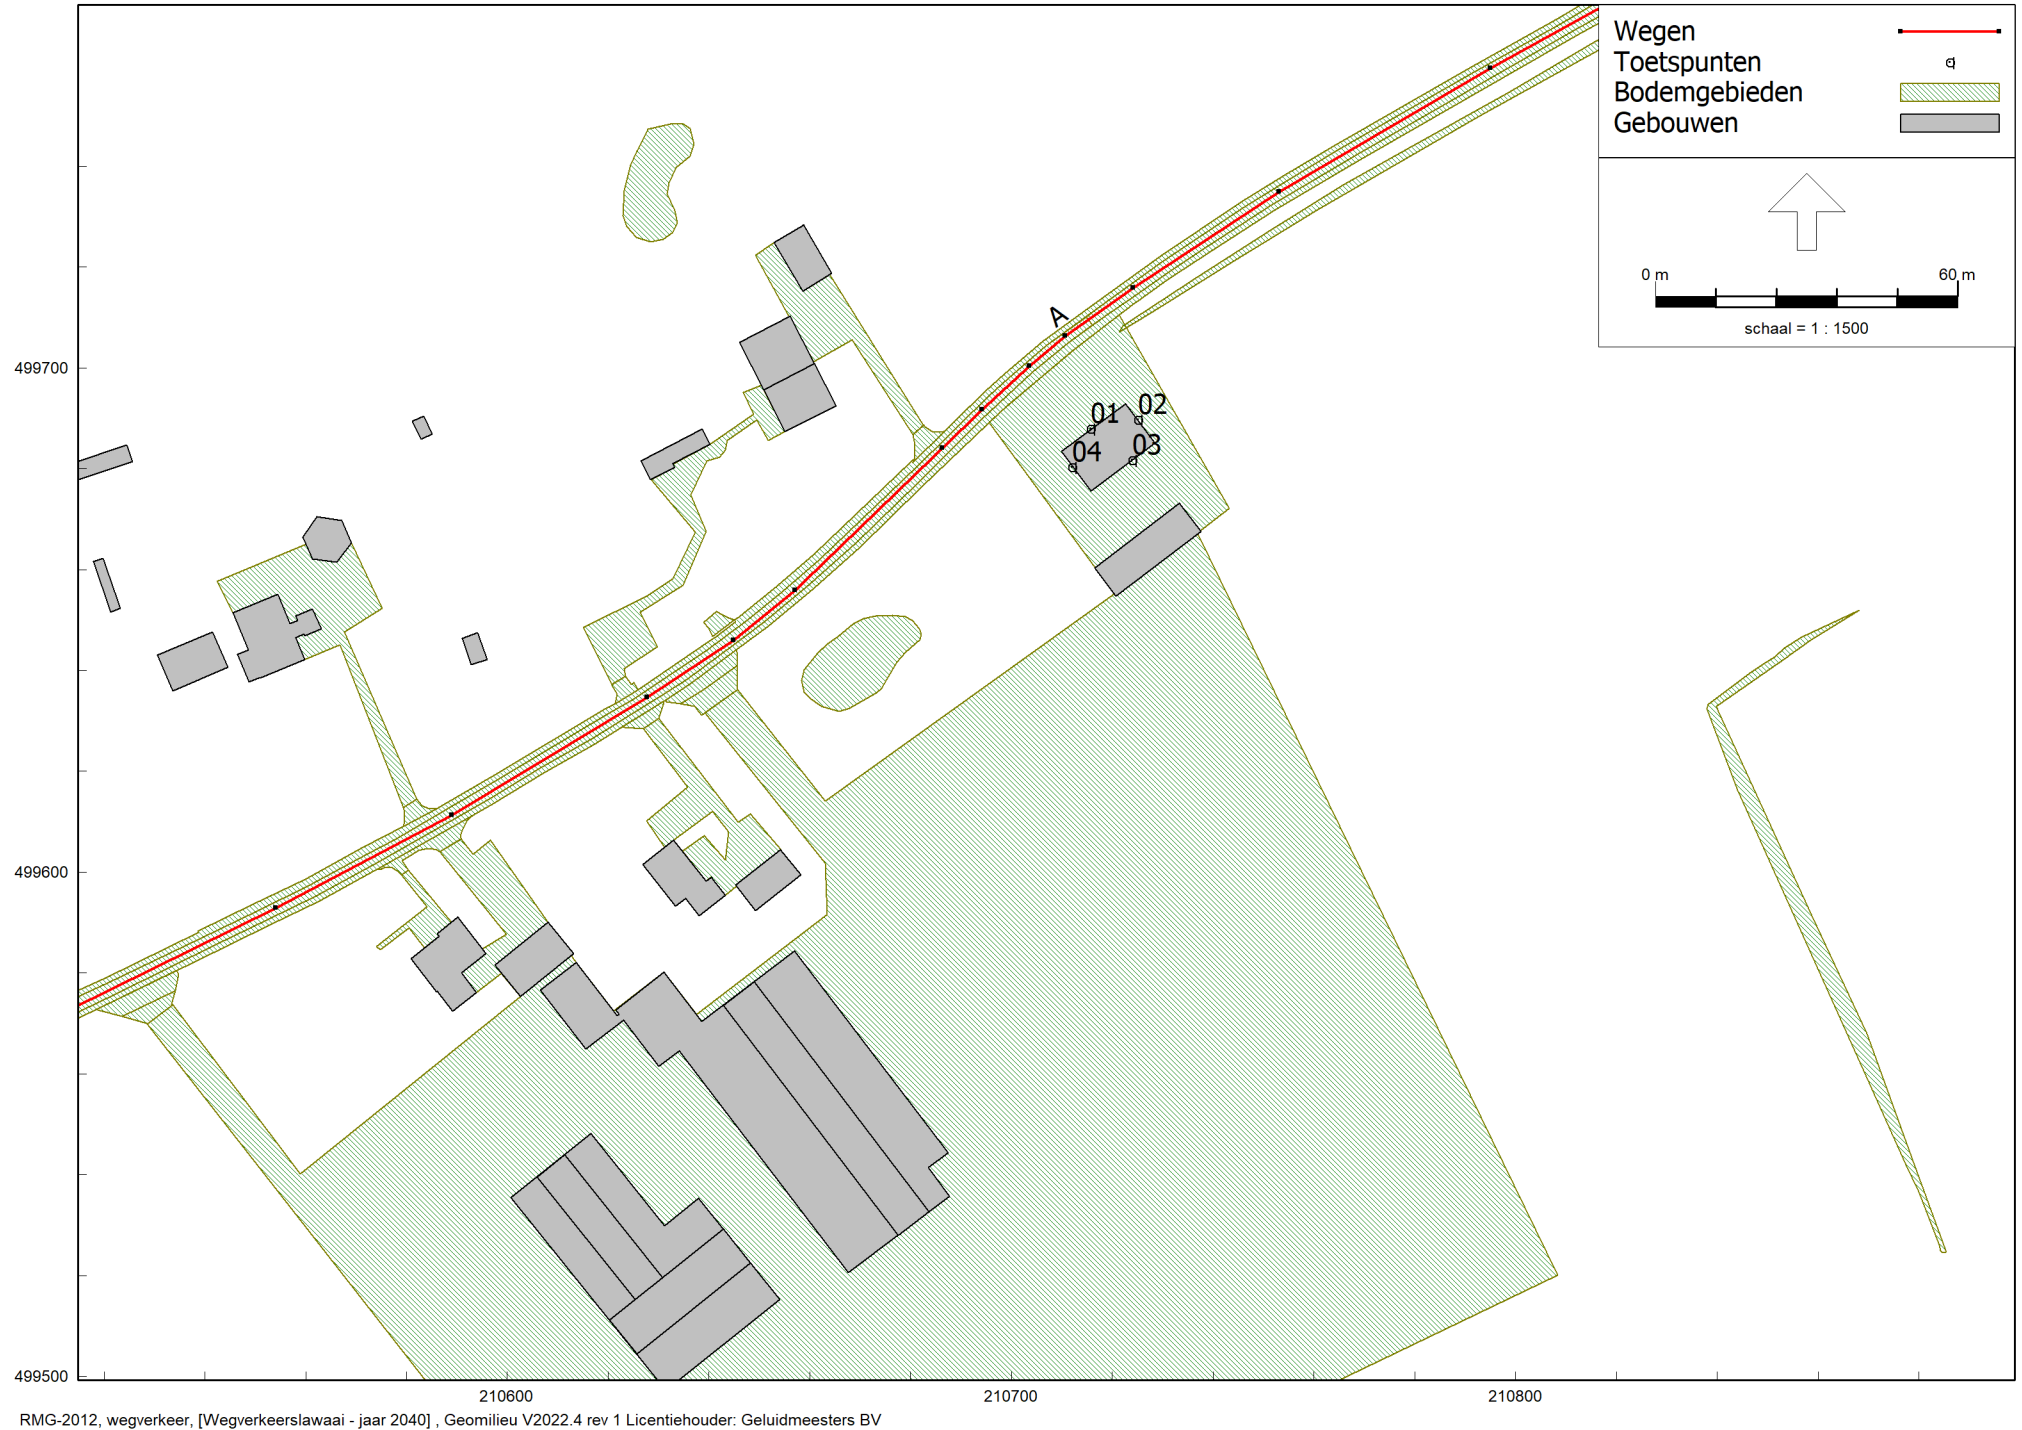 Wegen
Toetspunten
Bodemgebieden
Gebouwen
0 m 60 m
schaal = 1 : 1500
A
499700
01 02
04 03
499600
499500
210600 210700 210800
RMG-2012, wegverkeer, [Wegverkeerslawaai - jaar 2040] , Geomilieu V2022.4 rev 1 Licentiehouder: Geluidmeesters BV